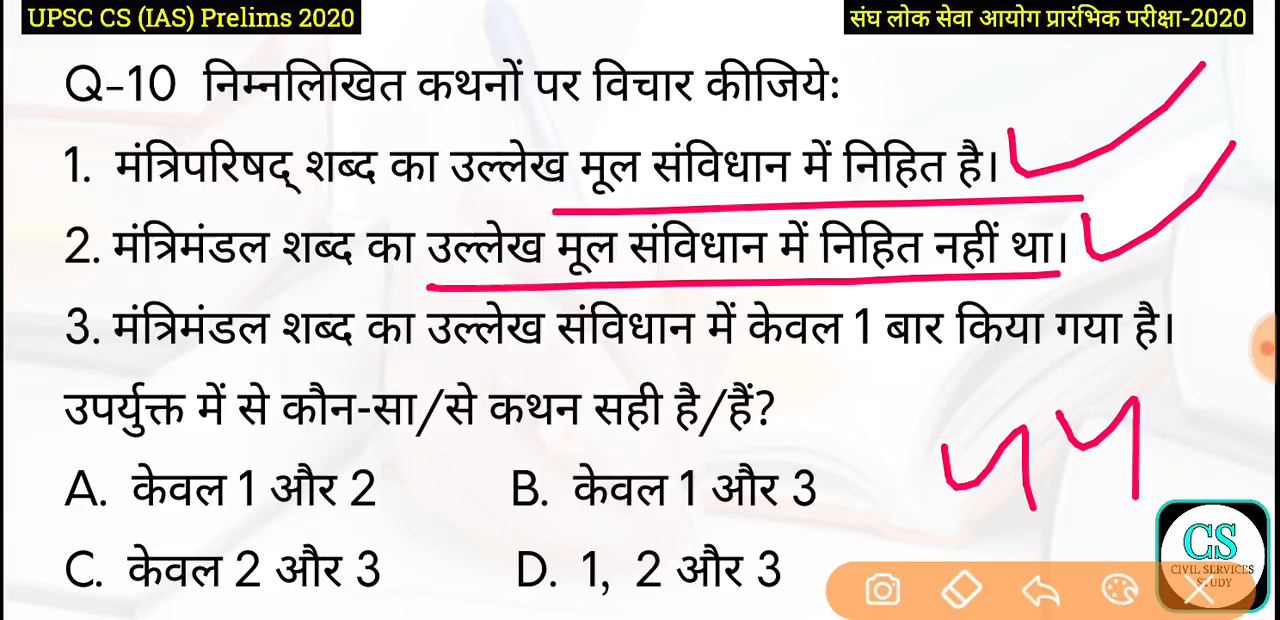 UPSC CS (IAS) Prelims 2020
संघ लोक सेवा आयोग प्रारंभिक परीक्षा-2020
Q-10 निम्नलिखित कथनों पर विचार कीजिये:
1. मंत्रिपरिषद् शब्द का उल्लेख मूल संविधान में निहित है।
2. मंत्रिमंडल शब्द का उल्लेख मूल संविधान में निहित नहीं था।
3. मंत्रिमंडल शब्द का उल्लेख संविधान में केवल 1 बार किया गया है।
उपर्युक्त में से कौन-सा/से कथन सही है/हैं?
44
A. केवल 1 और 2 B. केवल 1 और 3
C. केवल 2 और 3 D. 1, 2 और 3
CS
CIVIL SERVICES
STUDY